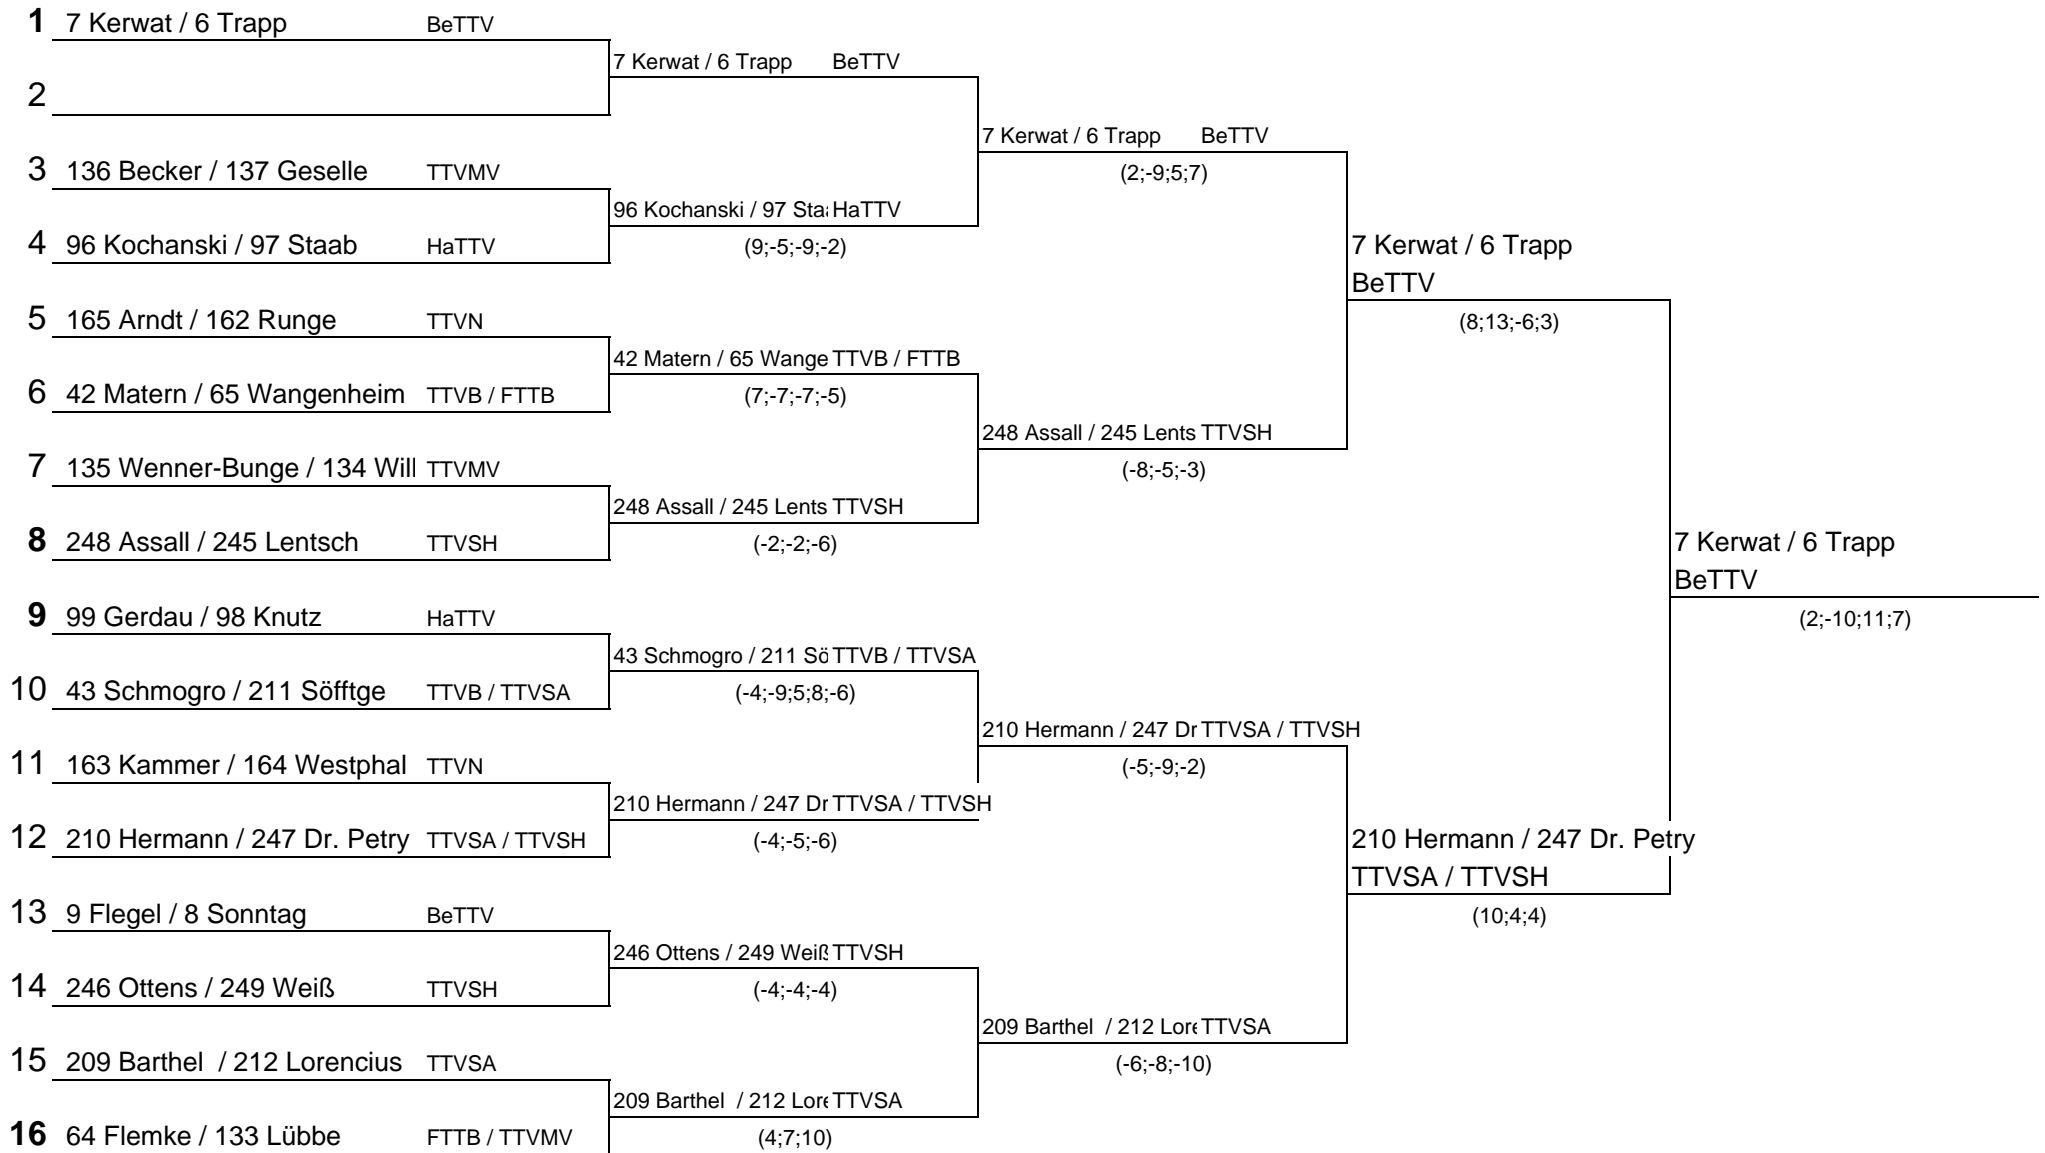 1 7 Kerwat / 6 Trapp BeTTV
7 Kerwat / 6 Trapp BeTTV
2
7 Kerwat / 6 Trapp BeTTV
3 136 Becker / 137 Geselle TTVMV
(2;-9;5;7)
96 Kochanski / 97 Staa HaTTV
4 96 Kochanski / 97 Staab HaTTV
(9;-5;-9;-2)
7 Kerwat / 6 Trapp
BeTTV
5 165 Arndt / 162 Runge TTVN
(8;13;-6;3)
42 Matern / 65 Wange TTVB / FTTB
6 42 Matern / 65 Wangenheim TTVB / FTTB
(7;-7;-7;-5)
248 Assall / 245 Lents TTVSH
7 135 Wenner-Bunge / 134 Will TTVMV
(-8;-5;-3)
248 Assall / 245 Lents TTVSH
8 248 Assall / 245 Lentsch TTVSH
(-2;-2;-6)
7 Kerwat / 6 Trapp
BeTTV
9 99 Gerdau / 98 Knutz HaTTV
(2;-10;11;7)
43 Schmogro / 211 Sö TTVB / TTVSA
10 43 Schmogro / 211 Söfftge TTVB / TTVSA
(-4;-9;5;8;-6)
210 Hermann / 247 Dr TTVSA / TTVSH
11 163 Kammer / 164 Westphal TTVN
(-5;-9;-2)
210 Hermann / 247 Dr TTVSA / TTVSH
12 210 Hermann / 247 Dr. Petry TTVSA / TTVSH
(-4;-5;-6)
210 Hermann / 247 Dr. Petry
TTVSA / TTVSH
13 9 Flegel / 8 Sonntag BeTTV
(10;4;4)
246 Ottens / 249 Weiß TTVSH
14 246 Ottens / 249 Weiß TTVSH
(-4;-4;-4)
209 Barthel / 212 Lore TTVSA
15 209 Barthel / 212 Lorencius TTVSA
(-6;-8;-10)
209 Barthel / 212 Lore TTVSA
16 64 Flemke / 133 Lübbe FTTB / TTVMV
(4;7;10)